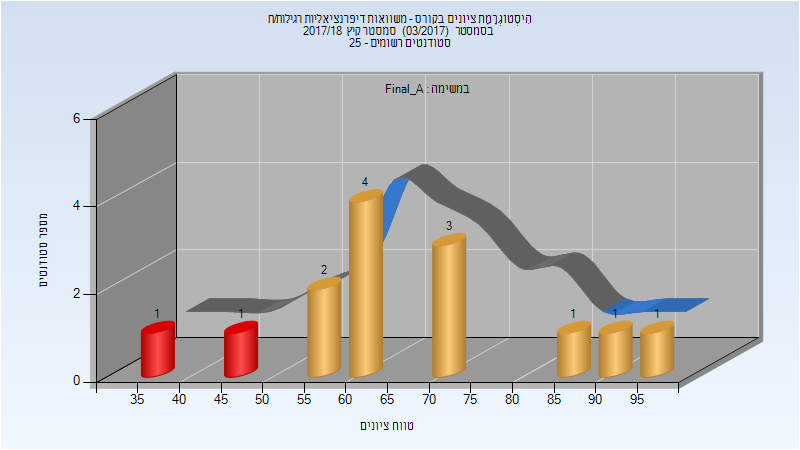 היסטוגרמת ציונים בקורס - משוואות דיפרנציאליות רגילות/ח
בסמסטר (03/2017) סמסטר קיץ 2017/18
סטודנטים רשומים - 25
במשימה: Final_A
מספר סטודנטים
6
4
2
0
1
1
2
4
3
1
1
1
35 40 45 50 55 60 65 70 75 80 85 90 95
טווח ציונים